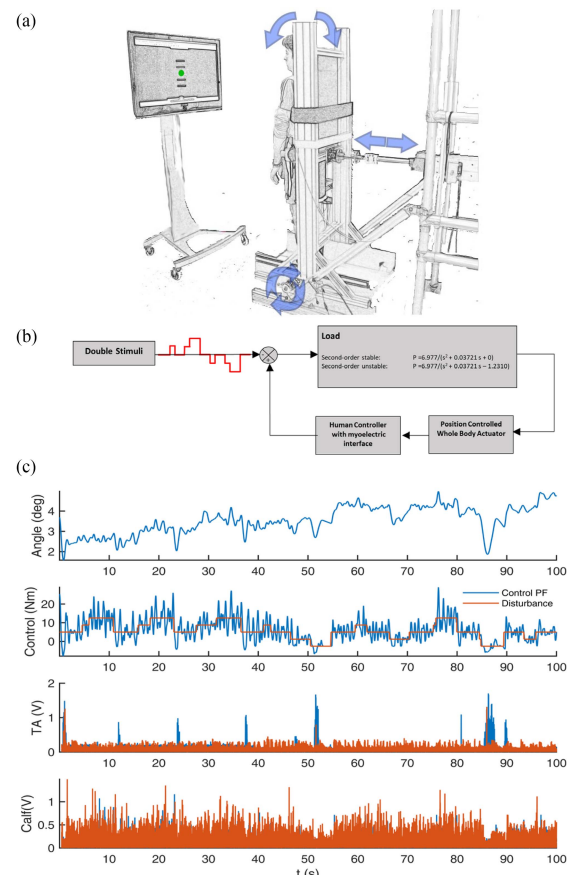 (a)
(b)
Double Stimuli
Load
Second-order stable: P =6.977/(s² + 0.03721 s + 0)
Second-order unstable: P =6.977/(s² + 0.03721 s – 1.2310)
Human Controller
with myoelectric
interface
Position Controlled
Whole Body Actuator
(c)
Angle (deg)
4
3
2
10 20 30 40 50 60 70 80 90 100
Control (Nm)
20
10
0
Control PF
Disturbance
10 20 30 40 50 60 70 80 90 100
TA (V)
2
1
0
10 20 30 40 50 60 70 80 90 100
Calf(V)
1
0.5
0
10 20 30 40 50 60 70 80 90 100
t (s)